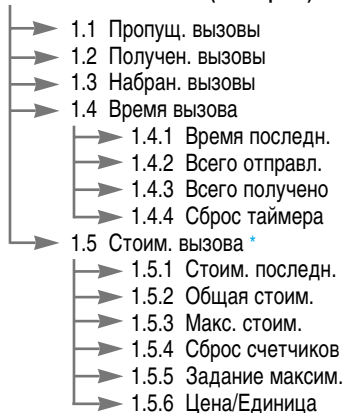 1.1 Пропущ. вызовы
1.2 Получен. вызовы
1.3 Набран. вызовы
1.4 Время вызова
1.4.1 Время последн.
1.4.2 Всего отправл.
1.4.3 Всего получено
1.4.4 Сброс таймера
1.5 Стоим. вызова *
1.5.1 Стоим. последн.
1.5.2 Общая стоим.
1.5.3 Макс. стоим.
1.5.4 Сброс счетчиков
1.5.5 Задание максим.
1.5.6 Цена/Единица